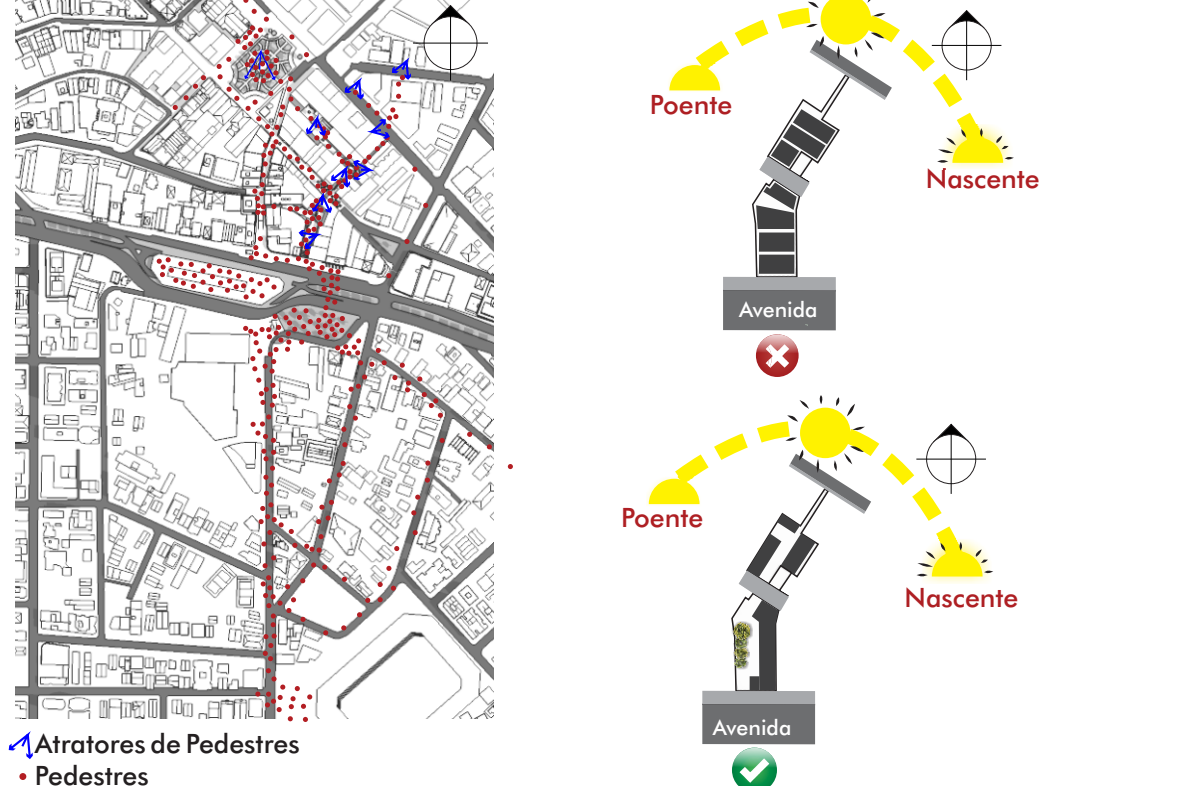 Atratores de Pedestres
Pedestres
Poente
Nascente
Avenida
Poente
Nascente
Avenida